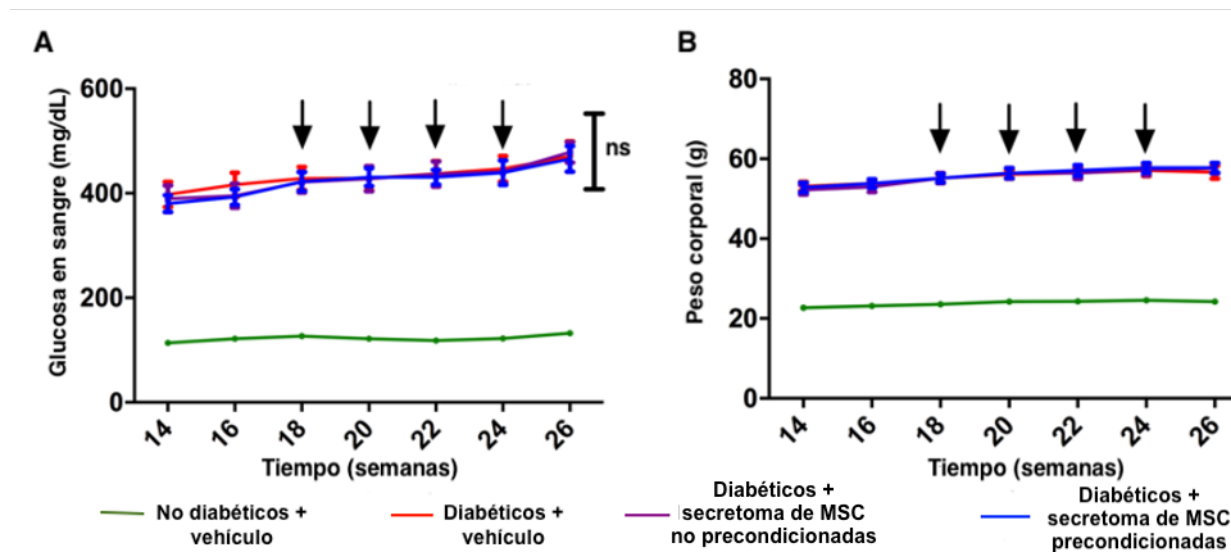 A
B
Glucosa en sangre (mg/dL)
600
400
200
0
ns
14 16 18 20 22 24 26
Tiempo (semanas)
Peso corporal (g)
80
60
40
20
0
14 16 18 20 22 24 26
Tiempo (semanas)
No diabéticos +
vehículo
Diabéticos +
vehículo
Diabéticos +
secretoma de MSC
no precondicionadas
Diabéticos +
secretoma de MSC
precondicionadas